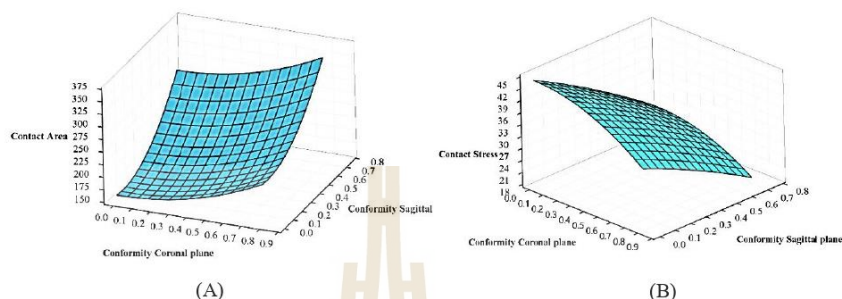 375
350
325
300
275
250
225
200
175
150
Contact Area
0.0 0.1 0.2 0.3 0.4 0.5 0.6 0.7 0.8 0.9
Conformity Coronal plane
0.0 0.1 0.2 0.3 0.4 0.5 0.6 0.7 0.8
Conformity Sagittal
(A)
45
42
39
36
33
30
27
24
21
18
Contact Stress
0.0 0.1 0.2 0.3 0.4 0.5 0.6 0.7 0.8 0.9
Conformity Coronal plane
0.0 0.1 0.2 0.3 0.4 0.5 0.6 0.7 0.8
Conformity Sagittal plane
(B)